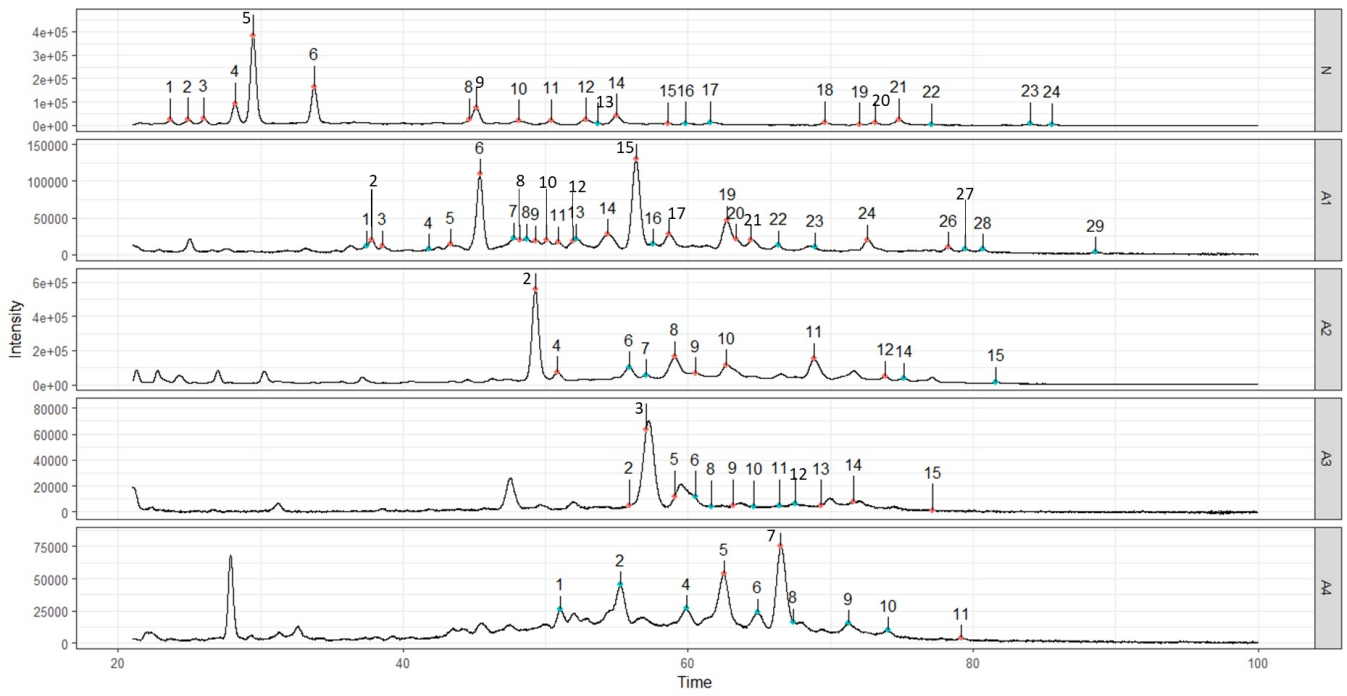 5
1 2 3 4 6 8 9 10 11 12 13 14 15 16 17 18 19 20 21 22 23 24
4e+05
3e+05
2e+05
1e+05
0e+00
N
6 15
1 2 3 4 5 7 8 8 9 10 11 12 13 14 16 17 19 20 21 22 23 24 26 27 28 29
150000
100000
50000
0
A1
2 4 6 7 8 9 10 11 12 14 15
6e+05
4e+05
2e+05
0e+00
A2
2 3 5 6 8 9 10 11 12 13 14 15
80000
60000
40000
20000
0
A3
1 2 4 5 6 7 8 9 10 11
75000
50000
25000
0
A4
Intensity
20 40 60 80 100
Time